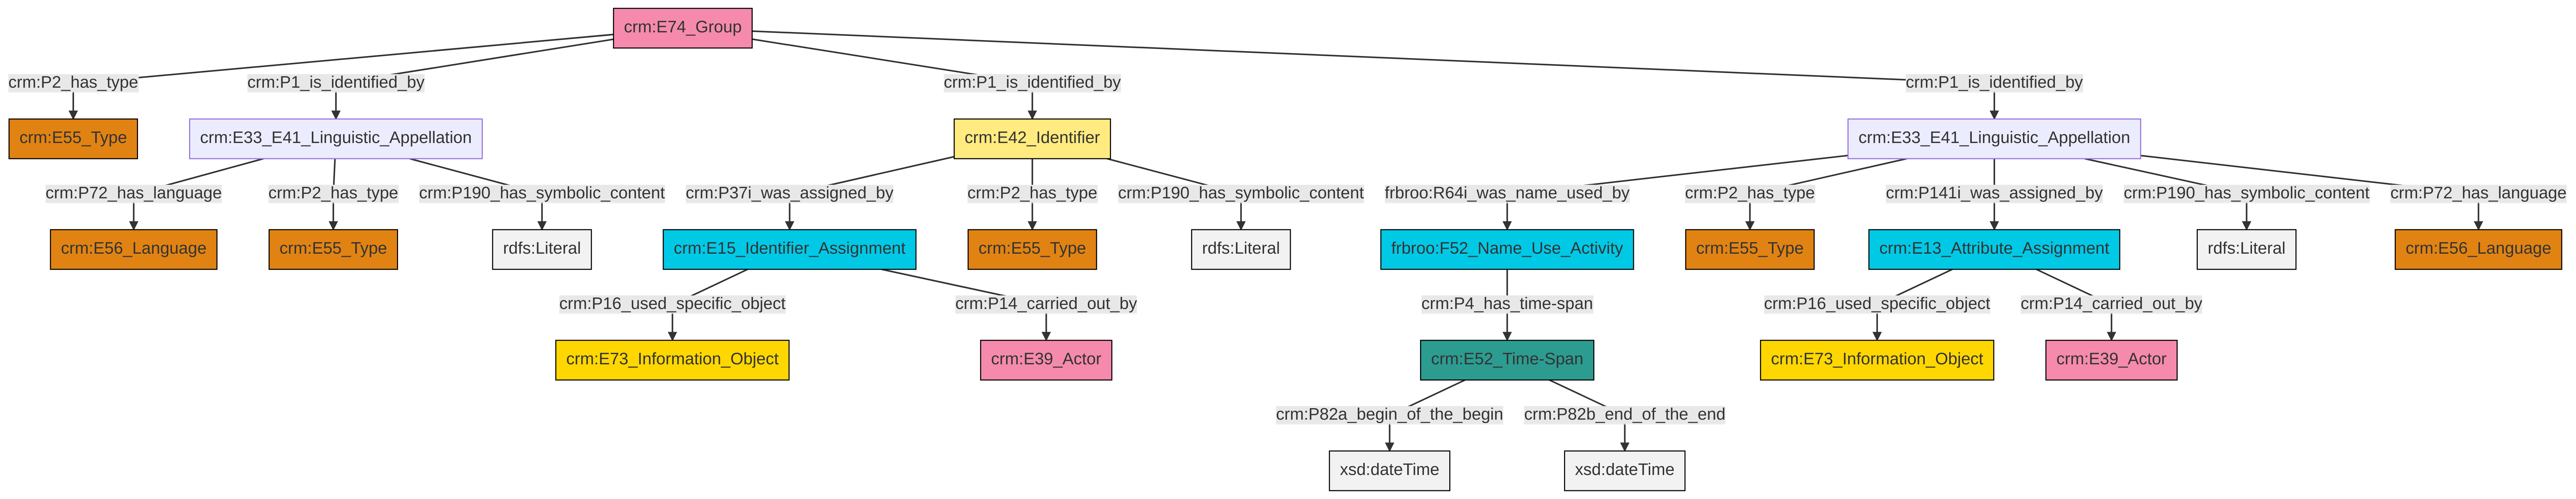 crm:E74_Group
crm:P2_has_type
crm:P1_is_identified_by
crm:P1_is_identified_by
crm:P1_is_identified_by
crm:E55_Type
crm:E33_E41_Linguistic_Appellation
crm:E42_Identifier
crm:E33_E41_Linguistic_Appellation
crm:P72_has_language
crm:P2_has_type
crm:P190_has_symbolic_content
crm:P37i_was_assigned_by
crm:P2_has_type
crm:P190_has_symbolic_content
frbroo:R64i_was_name_used_by
crm:P2_has_type
crm:P141i_was_assigned_by
crm:P190_has_symbolic_content
crm:P72_has_language
crm:E56_Language
crm:E55_Type
rdfs:Literal
crm:E15_Identifier_Assignment
crm:E55_Type
rdfs:Literal
frbroo:F52_Name_Use_Activity
crm:E55_Type
crm:E13_Attribute_Assignment
rdfs:Literal
crm:E56_Language
crm:P16_used_specific_object
crm:P14_carried_out_by
crm:P4_has_time-span
crm:P16_used_specific_object
crm:P14_carried_out_by
crm:E73_Information_Object
crm:E39_Actor
crm:E52_Time-Span
crm:E73_Information_Object
crm:E39_Actor
crm:P82a_begin_of_the_begin
crm:P82b_end_of_the_end
xsd:dateTime
xsd:dateTime